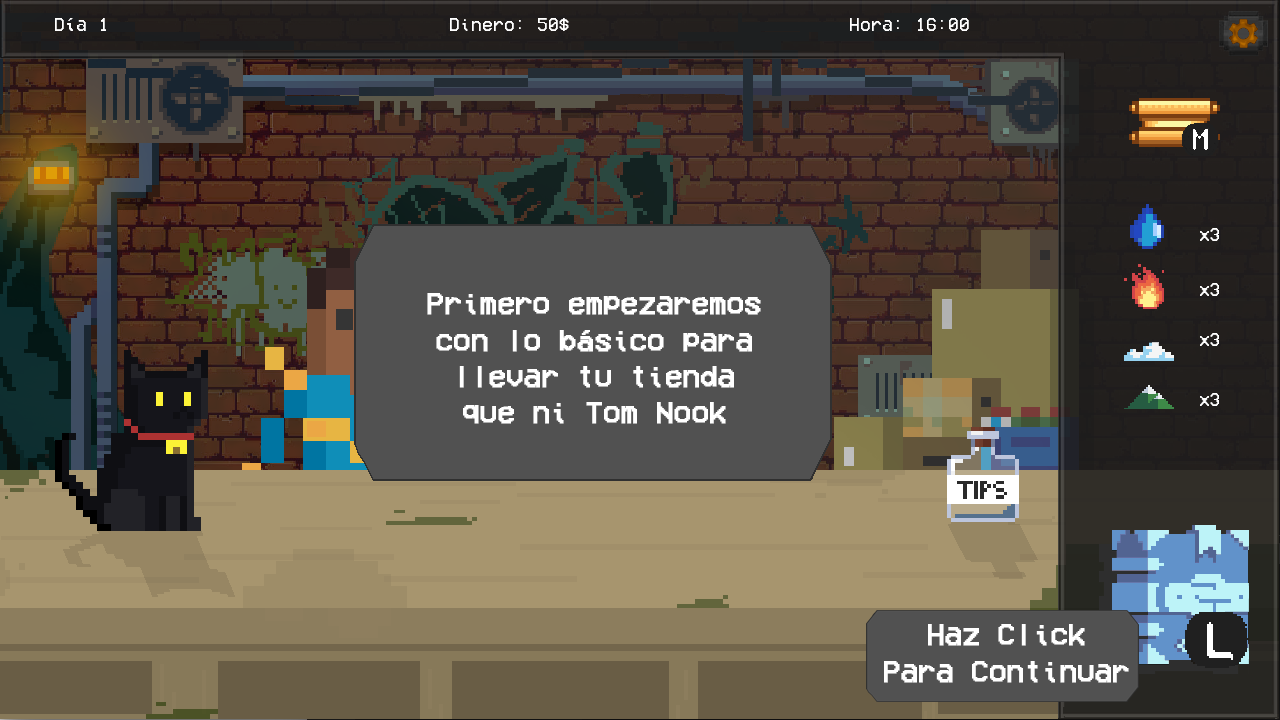 Día 1
Dinero: 50$
Hora: 16:00
M
x3
x3
x3
x3
Primero empezaremos
con lo básico para
llevar tu tienda
que ni Tom Nook
TIPS
L
Haz Click
Para Continuar